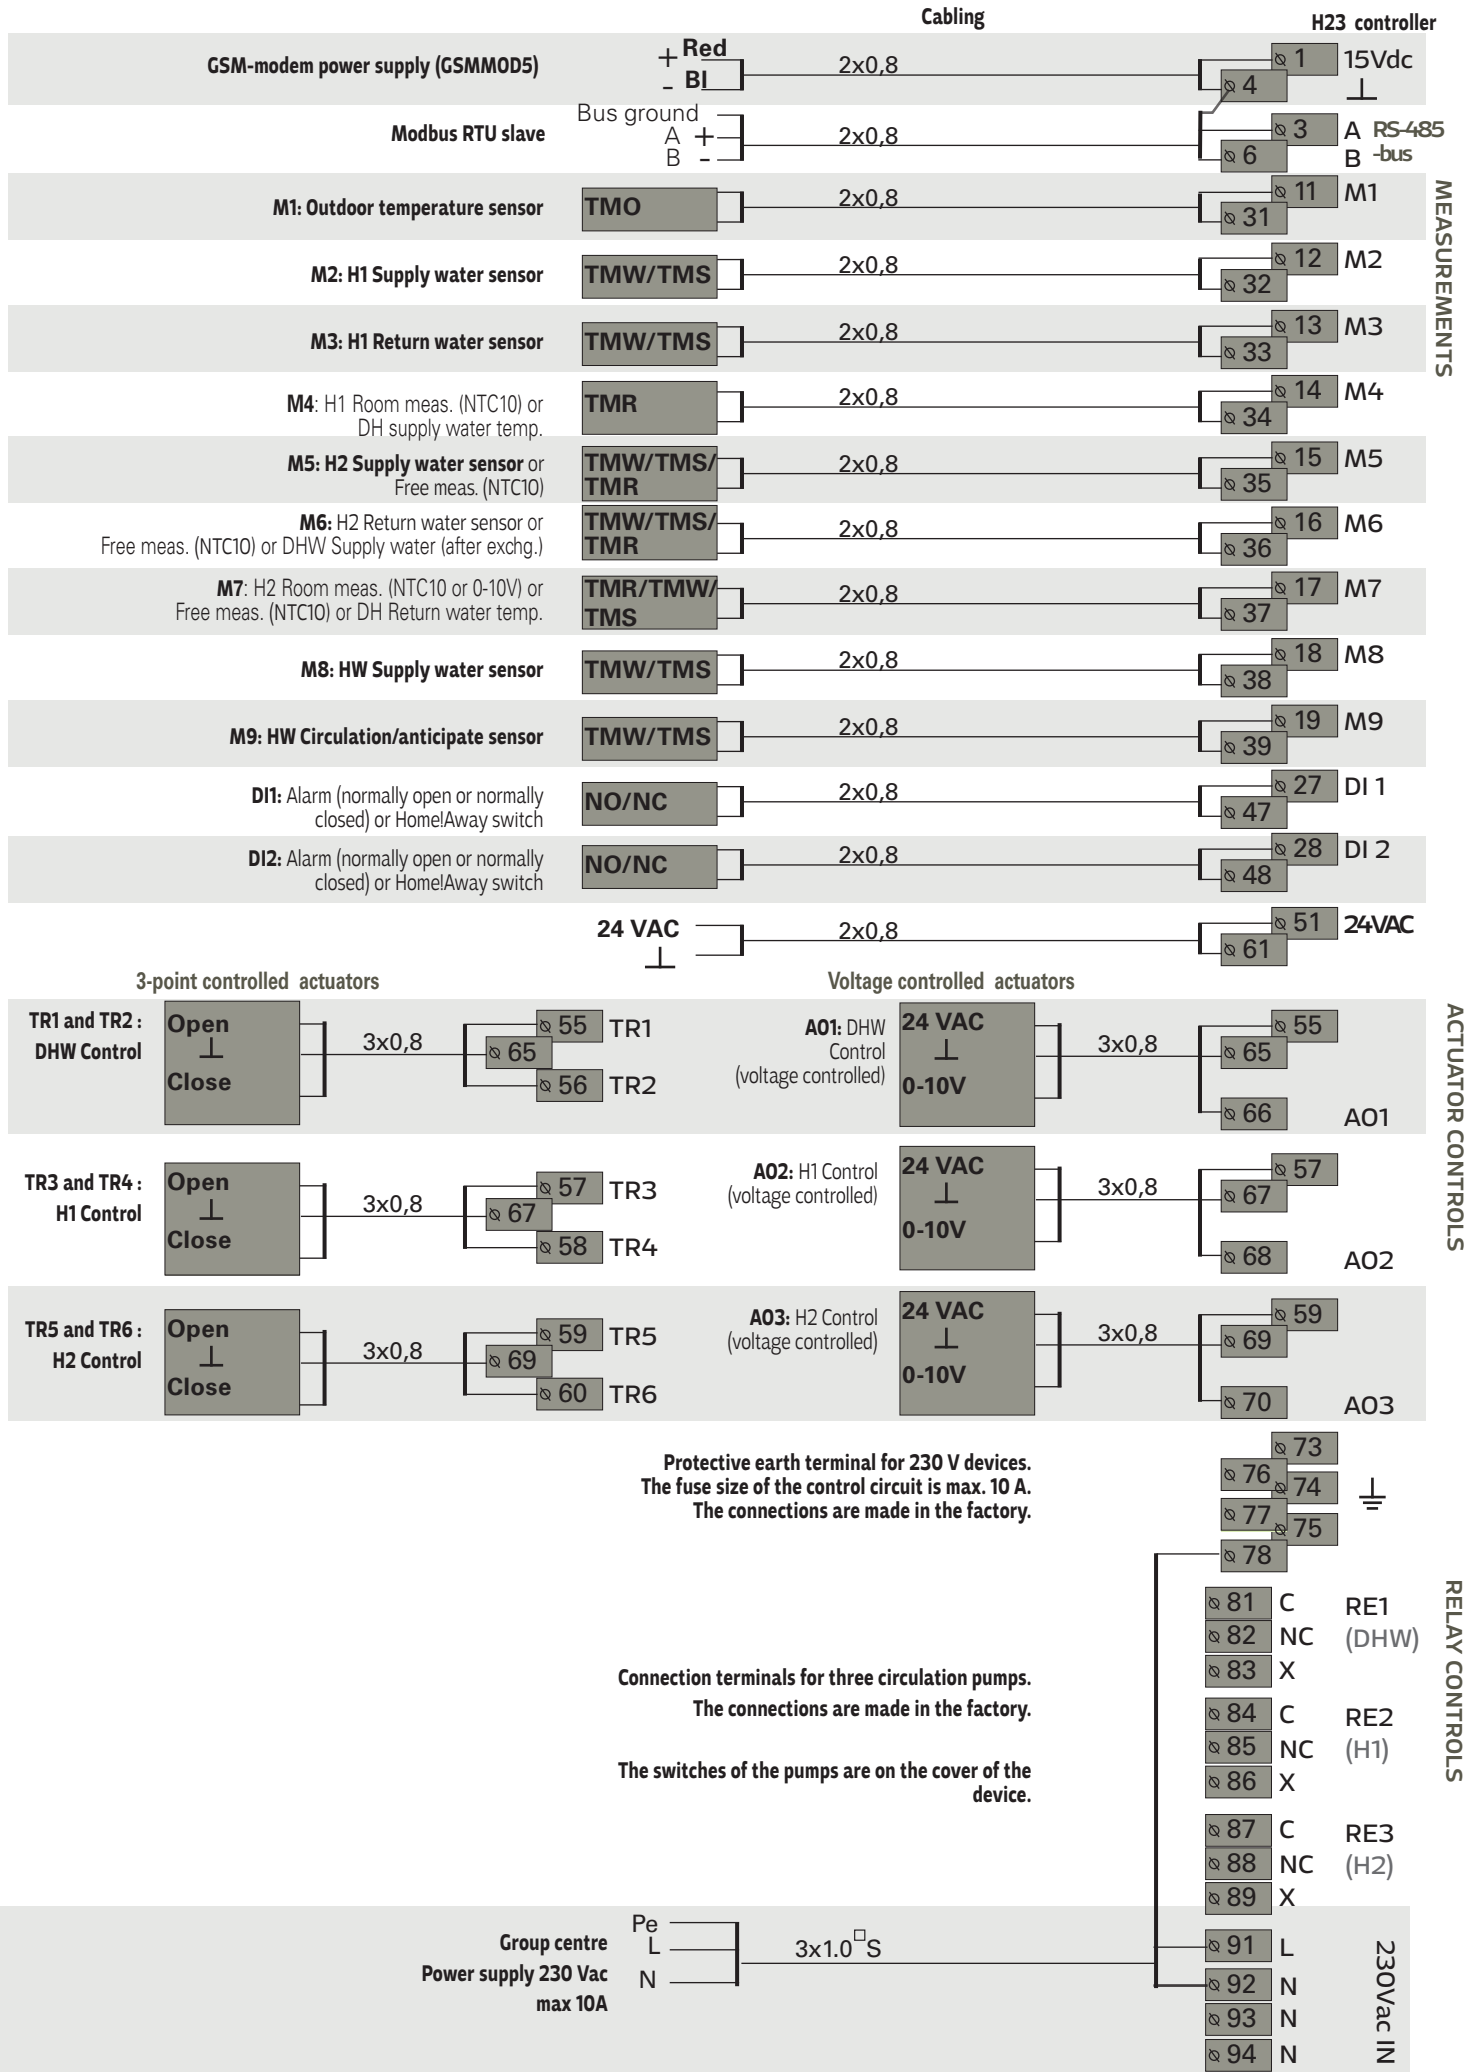 Cabling H23 controller
GSM-modem power supply (GSMMOD5) + Red 2x0,8 1 15Vdc
- BI 4
Bus ground
Modbus RTU slave A + 2x0,8 3 A RS-485
B - 6 B -bus
MEASUREMENTS
M1: Outdoor temperature sensor TMO 2x0,8 11 M1
31
M2: H1 Supply water sensor TMW/TMS 2x0,8 12 M2
32
M3: H1 Return water sensor TMW/TMS 2x0,8 13 M3
33
M4: H1 Room meas. (NTC10) or TMR 2x0,8 14 M4
DH supply water temp. 34
M5: H2 Supply water sensor or TMW/TMS/ 2x0,8 15 M5
Free meas. (NTC10) TMR 35
M6: H2 Return water sensor or TMW/TMS/ 2x0,8 16 M6
Free meas. (NTC10) or DHW Supply water (after exchg.) TMR 36
M7: H2 Room meas. (NTC10 or 0-10V) or TMR/TMW/ 2x0,8 17 M7
Free meas. (NTC10) or DH Return water temp. TMS 37
M8: HW Supply water sensor TMW/TMS 2x0,8 18 M8
38
M9: HW Circulation/anticipate sensor TMW/TMS 2x0,8 19 M9
39
DI1: Alarm (normally open or normally NO/NC 2x0,8 27 DI 1
closed) or Home!Away switch 47
DI2: Alarm (normally open or normally NO/NC 2x0,8 28 DI 2
closed) or Home!Away switch 48
24 VAC 2x0,8 51 24VAC
61
3-point controlled actuators Voltage controlled actuators
ACTUATOR CONTROLS
TR1 and TR2 : Open 3x0,8 55 TR1
DHW Control 65
Close 56 TR2
AO1: DHW 24 VAC 3x0,8 55
Control 65
(voltage controlled) 0-10V 66 AO1
TR3 and TR4 : Open 3x0,8 57 TR3
H1 Control 67
Close 58 TR4
AO2: H1 Control 24 VAC 3x0,8 57
(voltage controlled) 67
0-10V 68 AO2
TR5 and TR6 : Open 3x0,8 59 TR5
H2 Control 69
Close 60 TR6
AO3: H2 Control 24 VAC 3x0,8 59
(voltage controlled) 69
0-10V 70 AO3
Protective earth terminal for 230 V devices. 73
The fuse size of the control circuit is max. 10 A. 76 74
The connections are made in the factory. 77 75
78
RELAY CONTROLS
81 C RE1
82 NC (DHW)
83 X
Connection terminals for three circulation pumps.
The connections are made in the factory.
84 C RE2
85 NC (H1)
86 X
The switches of the pumps are on the cover of the
device.
87 C RE3
88 NC (H2)
89 X
Pe
Group centre L 3x1.0□S 91 L
Power supply 230 Vac N 92 N
max 10A 93 N
94 N
230Vac IN